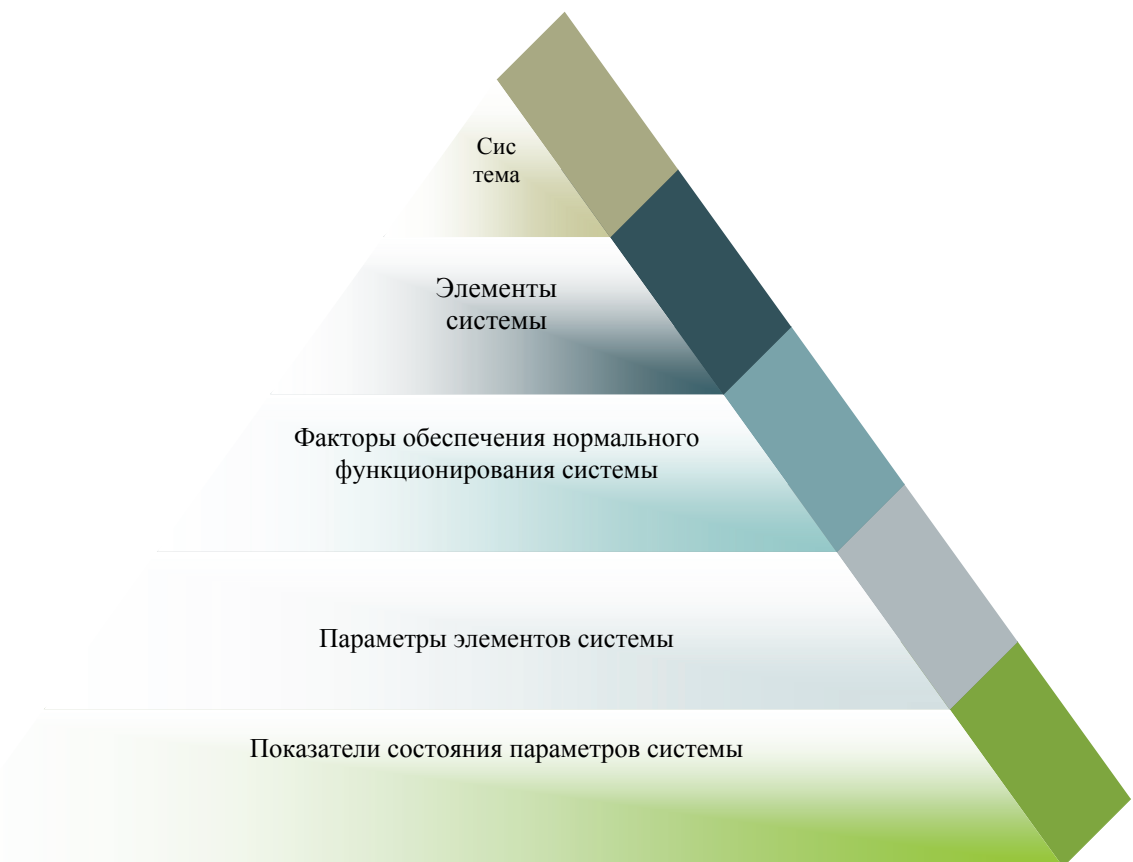 Сис
тема
Элементы
системы
Факторы обеспечения нормального
функционирования системы
Параметры элементов системы
Показатели состояния параметров системы